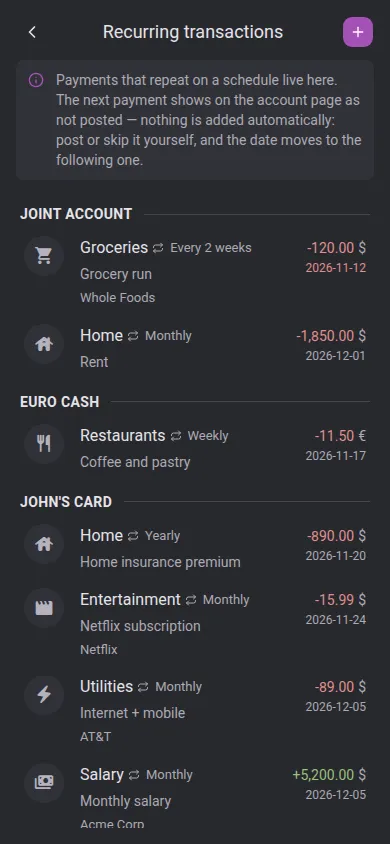 Recurring transactions
Payments that repeat on a schedule live here.
The next payment shows on the account page as
not posted — nothing is added automatically:
post or skip it yourself, and the date moves to the
following one.
JOINT ACCOUNT
Groceries Every 2 weeks -120.00 $
Grocery run 2026-11-12
Whole Foods
Home Monthly -1,850.00 $
Rent 2026-12-01
EURO CASH
Restaurants Weekly -11.50 €
Coffee and pastry 2026-11-17
JOHN'S CARD
Home Yearly -890.00 $
Home insurance premium 2026-11-20
Entertainment Monthly -15.99 $
Netflix subscription 2026-11-24
Netflix
Utilities Monthly -89.00 $
Internet + mobile 2026-12-05
AT&T
Salary Monthly +5,200.00 $
Monthly salary 2026-12-05
Acme Corp